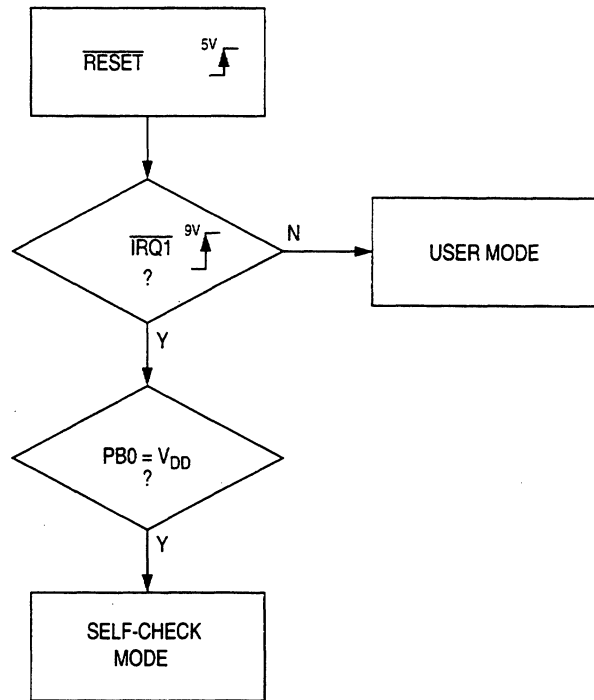 5V
RESET
9V
IRQ1
?
N
USER MODE
Y
PB0 = VDD
?
Y
SELF-CHECK
MODE